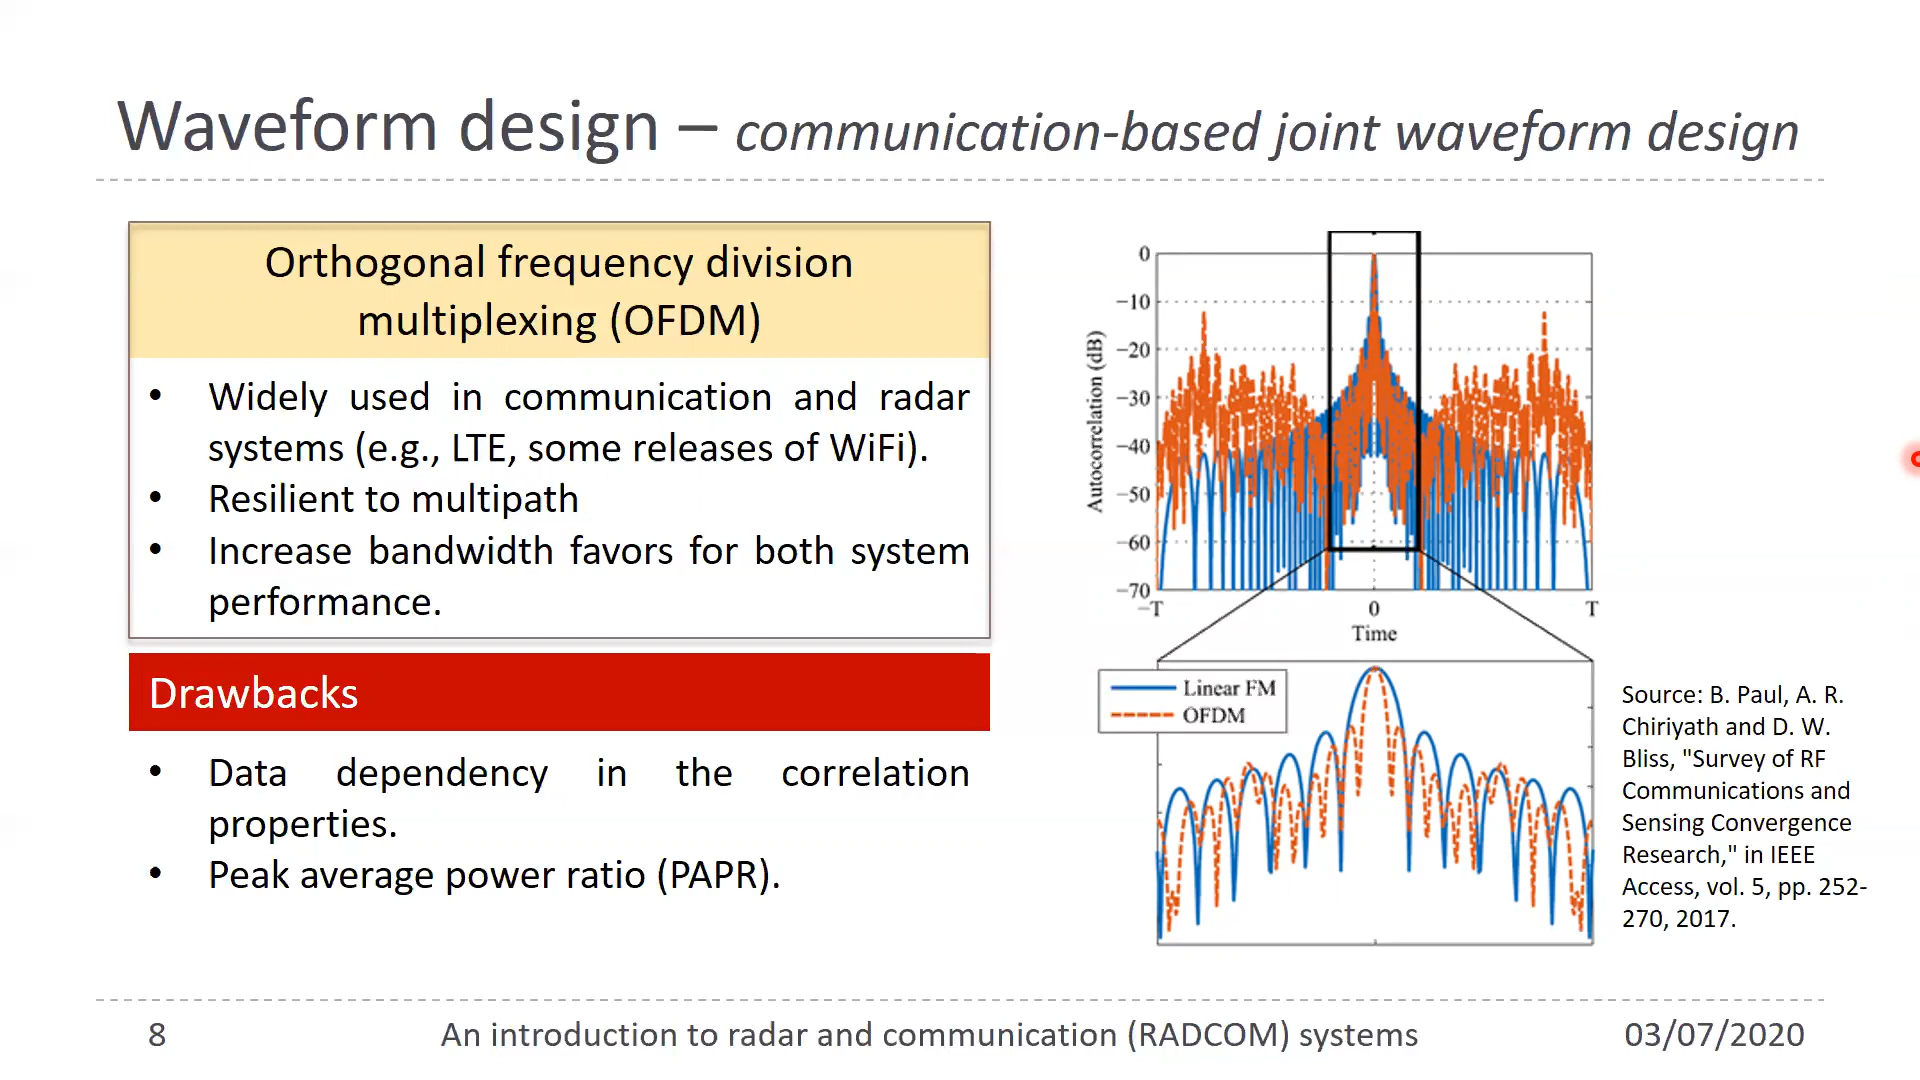 Waveform design – communication-based joint waveform design
Orthogonal frequency division
multiplexing (OFDM)
• Widely used in communication and radar
systems (e.g., LTE, some releases of WiFi).
• Resilient to multipath
• Increase bandwidth favors for both system
performance.
Drawbacks
• Data dependency in the correlation
properties.
• Peak average power ratio (PAPR).
Autocorrelation (dB)
0
−10
−20
−30
−40
−50
−60
−70
−T 0 T
Time
Linear FM
OFDM
Source: B. Paul, A. R.
Chiriyath and D. W.
Bliss, "Survey of RF
Communications and
Sensing Convergence
Research," in IEEE
Access, vol. 5, pp. 252-
270, 2017.
8 An introduction to radar and communication (RADCOM) systems 03/07/2020